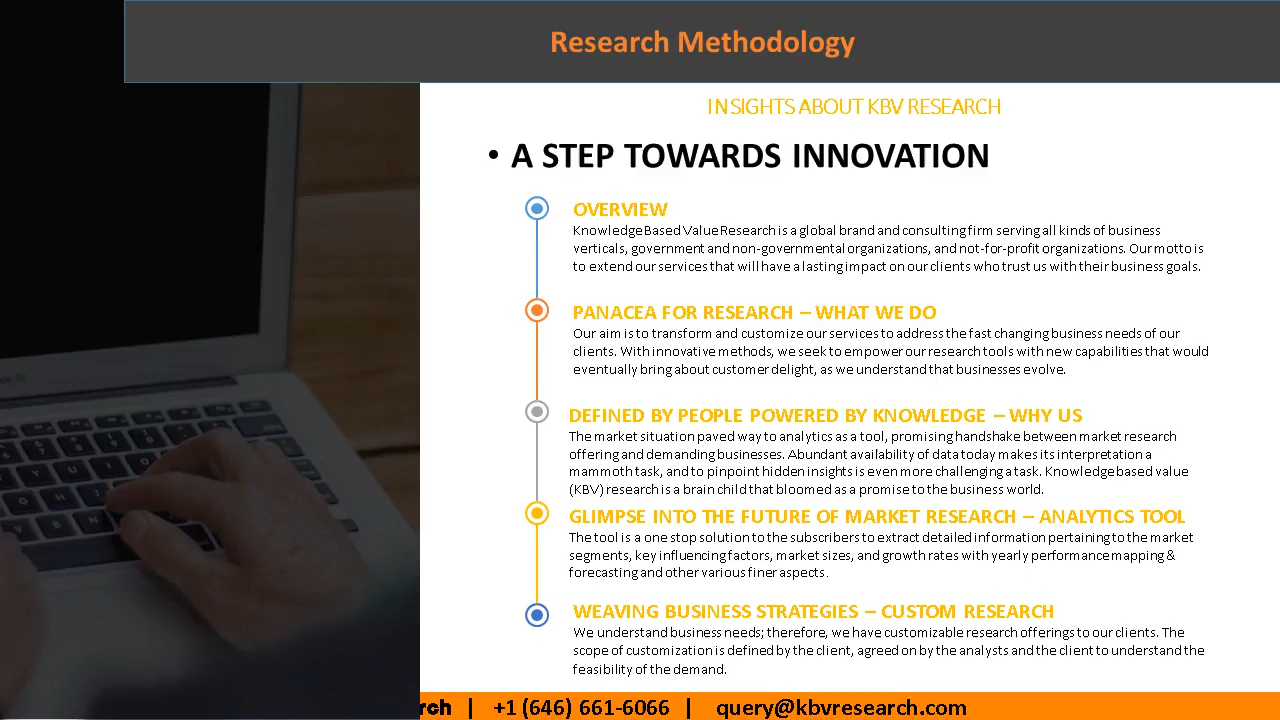 Research Methodology
INSIGHTS ABOUT KBV RESEARCH
• A STEP TOWARDS INNOVATION
OVERVIEW
Knowledge Based Value Research is a global brand and consulting firm serving all kinds of business
verticals, government and non-governmental organizations, and not-for-profit organizations. Our motto is
to extend our services that will have a lasting impact on our clients who trust us with their business goals.
PANACEA FOR RESEARCH – WHAT WE DO
Our aim is to transform and customize our services to address the fast changing business needs of our
clients. With innovative methods, we seek to empower our research tools with new capabilities that would
eventually bring about customer delight, as we understand that businesses evolve.
DEFINED BY PEOPLE POWERED BY KNOWLEDGE – WHY US
The market situation paved way to analytics as a tool, promising handshake between market research
offering and demanding businesses. Abundant availability of data today makes its interpretation a
mammoth task, and to pinpoint hidden insights is even more challenging a task. Knowledge based value
(KBV) research is a brain child that bloomed as a promise to the business world.
GLIMPSE INTO THE FUTURE OF MARKET RESEARCH – ANALYTICS TOOL
The tool is a one stop solution to the subscribers to extract detailed information pertaining to the market
segments, key influencing factors, market sizes, and growth rates with yearly performance mapping &
forecasting and other various finer aspects.
WEAVING BUSINESS STRATEGIES – CUSTOM RESEARCH
We understand business needs; therefore, we have customizable research offerings to our clients. The
scope of customization is defined by the client, agreed on by the analysts and the client to understand the
feasibility of the demand.
rch | +1 (646) 661-6066 | query@kbvresearch.com